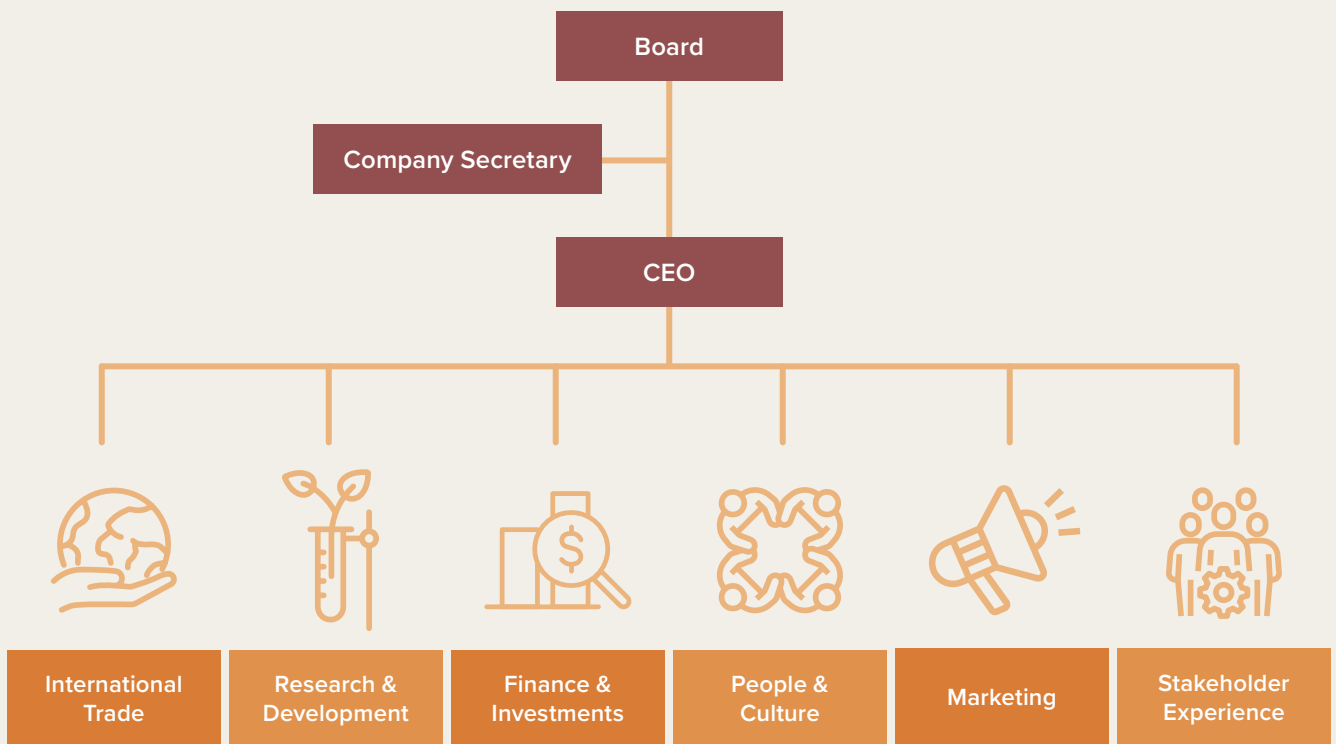 Board
Company Secretary
CEO
International
Trade
Research &
Development
Finance &
Investments
People &
Culture
Marketing
Stakeholder
Experience
$